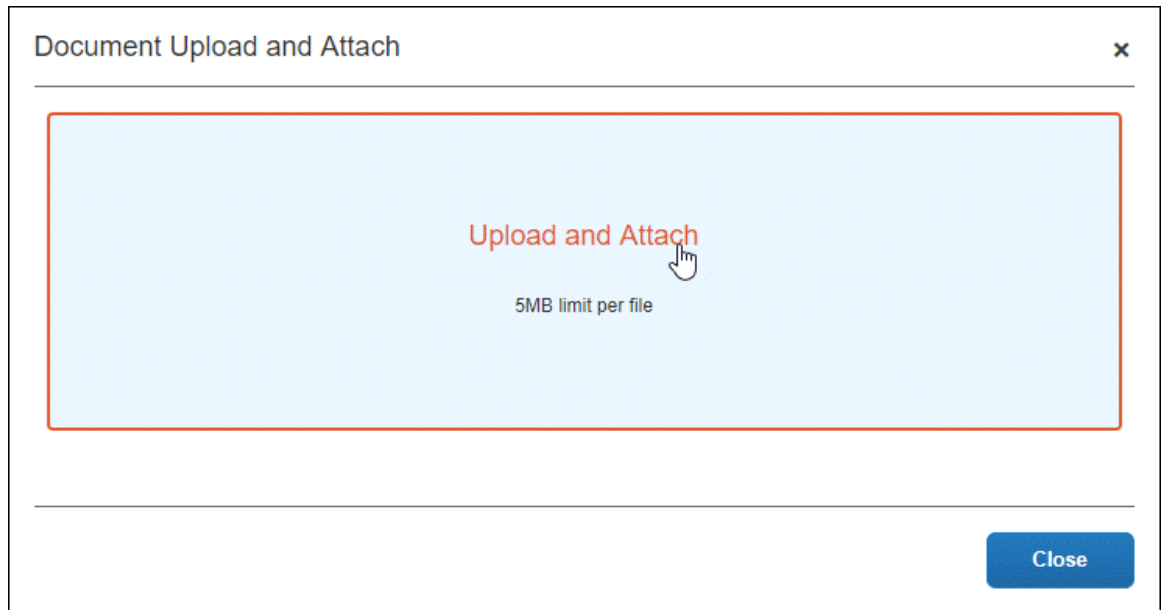 Document Upload and Attach
×
Upload and Attach
5MB limit per file
Close